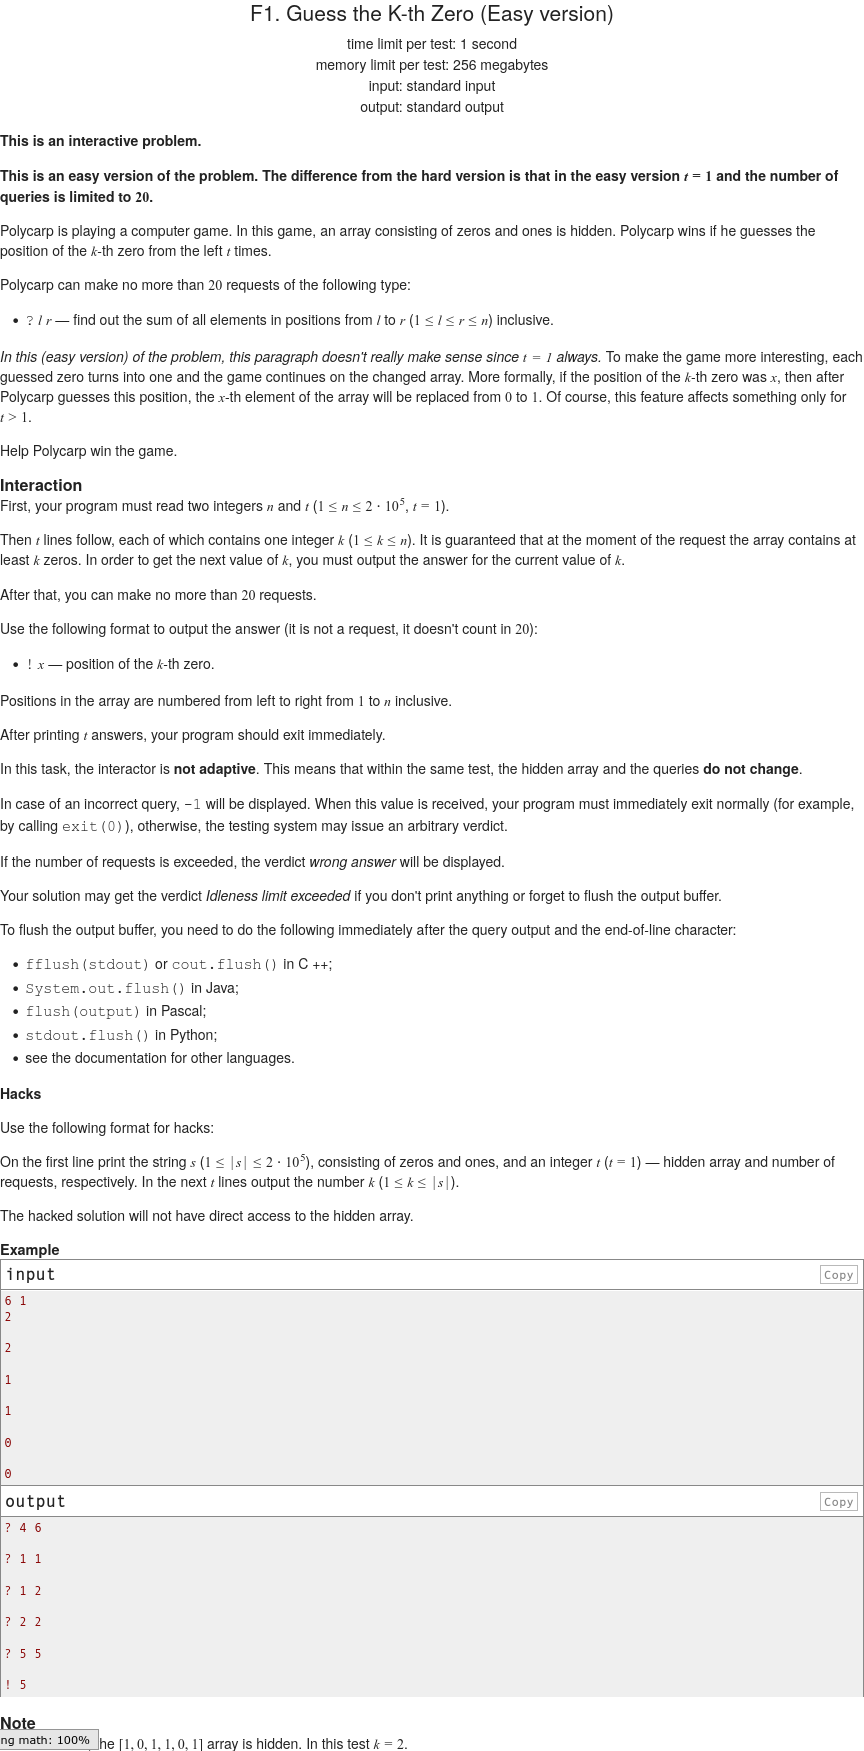 F1. Guess the K-th Zero (Easy version)
time limit per test: 1 second
memory limit per test: 256 megabytes
input: standard input
output: standard output
This is an interactive problem.
This is an easy version of the problem. The difference from the hard version is that in the easy version t = 1 and the number of
queries is limited to 20.
Polycarp is playing a computer game. In this game, an array consisting of zeros and ones is hidden. Polycarp wins if he guesses the
position of the k-th zero from the left t times.
Polycarp can make no more than 20 requests of the following type:
• ? l r — find out the sum of all elements in positions from l to r (1 ≤ l ≤ r ≤ n) inclusive.
In this (easy version) of the problem, this paragraph doesn't really make sense since t = 1 always. To make the game more interesting, each
guessed zero turns into one and the game continues on the changed array. More formally, if the position of the k-th zero was x, then after
Polycarp guesses this position, the x-th element of the array will be replaced from 0 to 1. Of course, this feature affects something only for
t > 1.
Help Polycarp win the game.
Interaction
First, your program must read two integers n and t (1 ≤ n ≤ 2 · 10^5, t = 1).
Then t lines follow, each of which contains one integer k (1 ≤ k ≤ n). It is guaranteed that at the moment of the request the array contains at
least k zeros. In order to get the next value of k, you must output the answer for the current value of k.
After that, you can make no more than 20 requests.
Use the following format to output the answer (it is not a request, it doesn't count in 20):
• ! x — position of the k-th zero.
Positions in the array are numbered from left to right from 1 to n inclusive.
After printing t answers, your program should exit immediately.
In this task, the interactor is not adaptive. This means that within the same test, the hidden array and the queries do not change.
In case of an incorrect query, -1 will be displayed. When this value is received, your program must immediately exit normally (for example,
by calling exit(0)), otherwise, the testing system may issue an arbitrary verdict.
If the number of requests is exceeded, the verdict wrong answer will be displayed.
Your solution may get the verdict Idleness limit exceeded if you don't print anything or forget to flush the output buffer.
To flush the output buffer, you need to do the following immediately after the query output and the end-of-line character:
• fflush(stdout) or cout.flush() in C ++;
• System.out.flush() in Java;
• flush(output) in Pascal;
• stdout.flush() in Python;
• see the documentation for other languages.
Hacks
Use the following format for hacks:
On the first line print the string s (1 ≤ |s| ≤ 2 · 10^5), consisting of zeros and ones, and an integer t (t = 1) — hidden array and number of
requests, respectively. In the next t lines output the number k (1 ≤ k ≤ |s|).
The hacked solution will not have direct access to the hidden array.
Example
input
Copy
6 1
2
2
1
1
0
0
output
Copy
? 4 6
? 1 1
? 1 2
? 2 2
? 5 5
! 5
Note
ng math: 100%
he [1, 0, 1, 1, 0, 1] array is hidden. In this test k = 2.